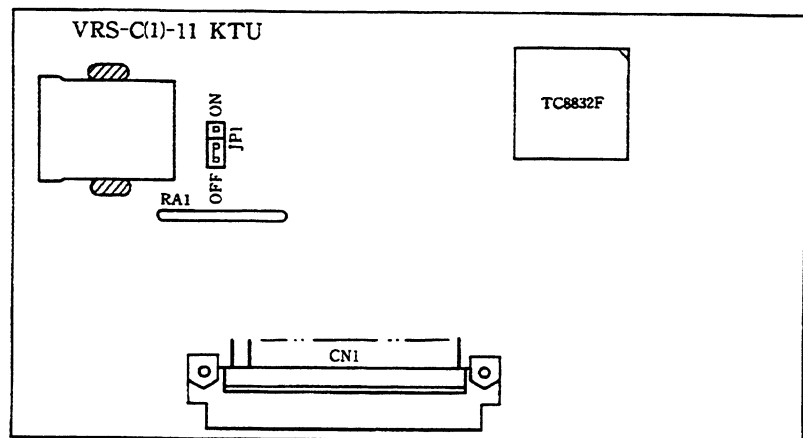 VRS-C(1)-11 KTU
ON
JP1
OFF
RA1
TC8832F
CN1